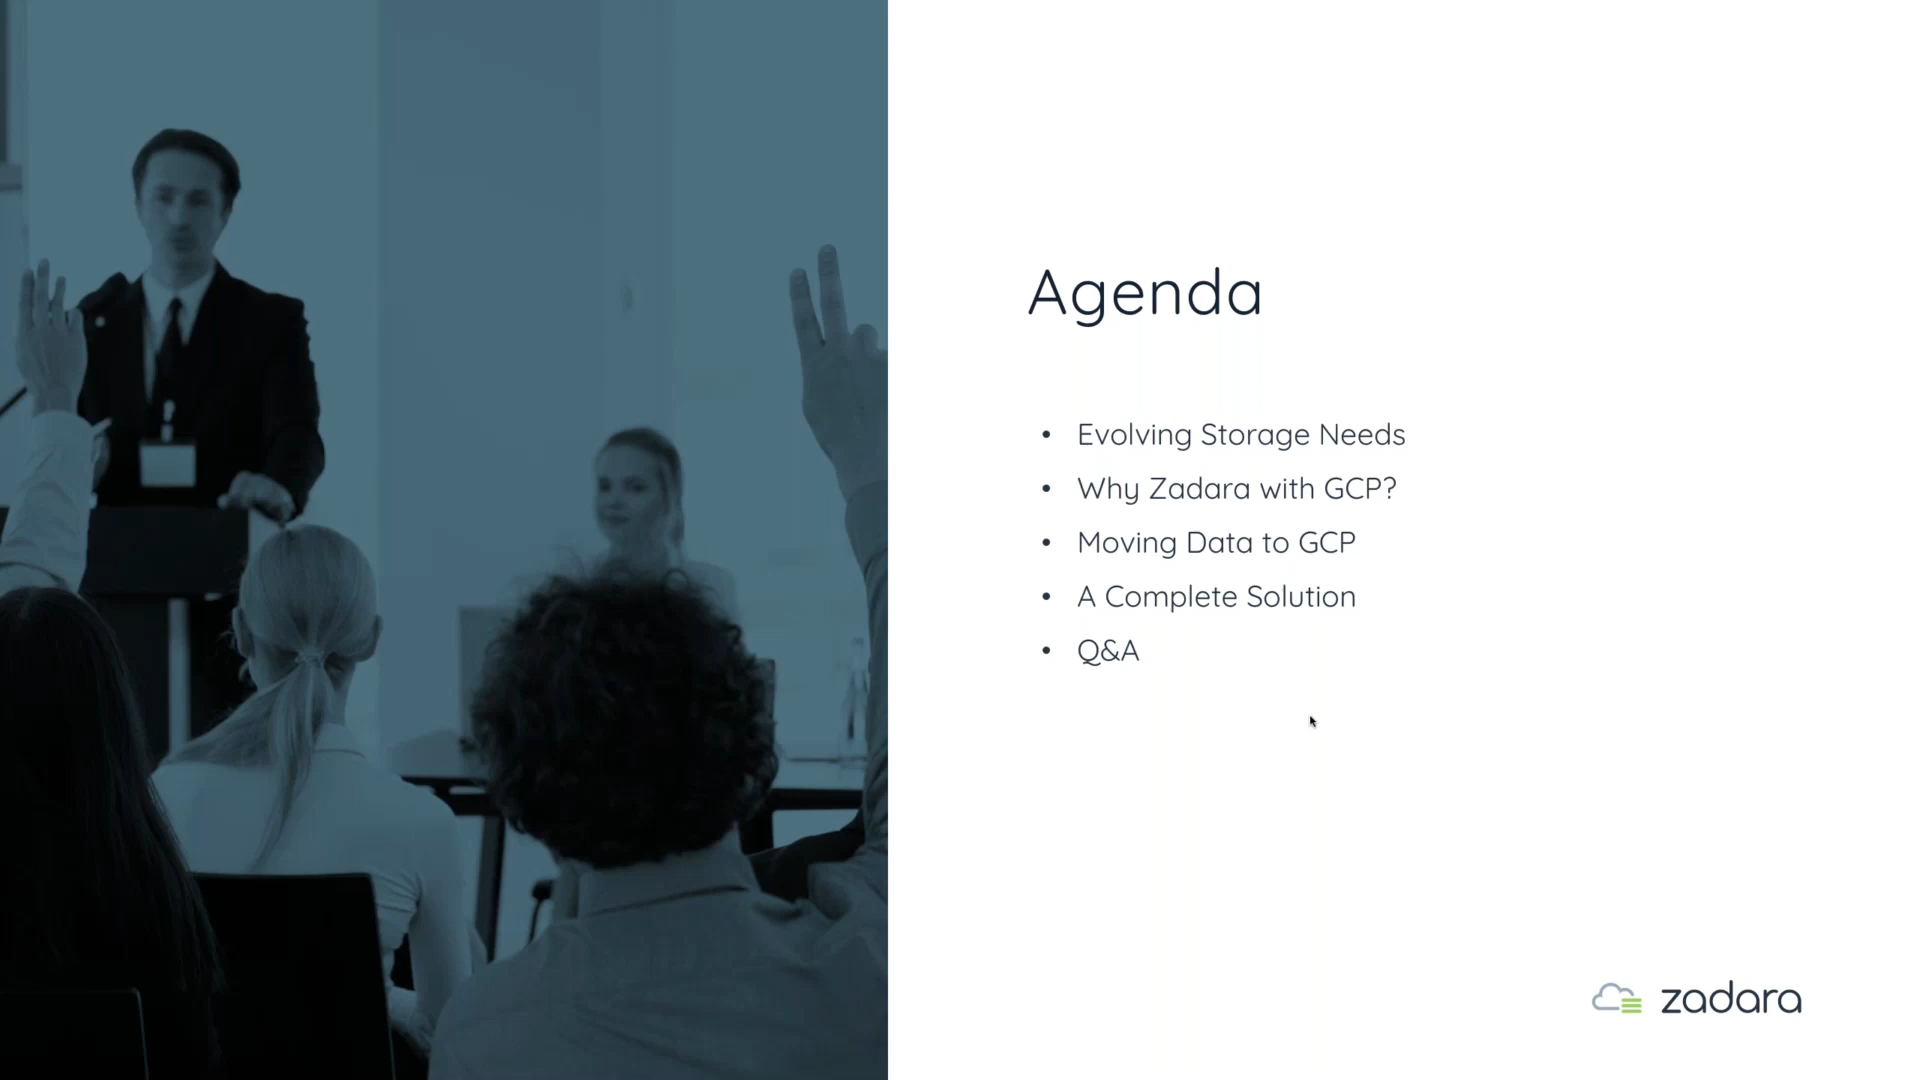 Agenda
• Evolving Storage Needs
• Why Zadara with GCP?
• Moving Data to GCP
• A Complete Solution
• Q&A
zadara